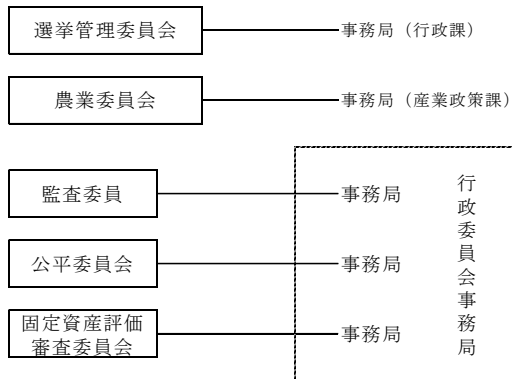 選挙管理委員会
事務局（行政課）
農業委員会
事務局（産業政策課）
監査委員
事務局
公平委員会
事務局
固定資産評価
審査委員会
事務局
行政委員会事務局